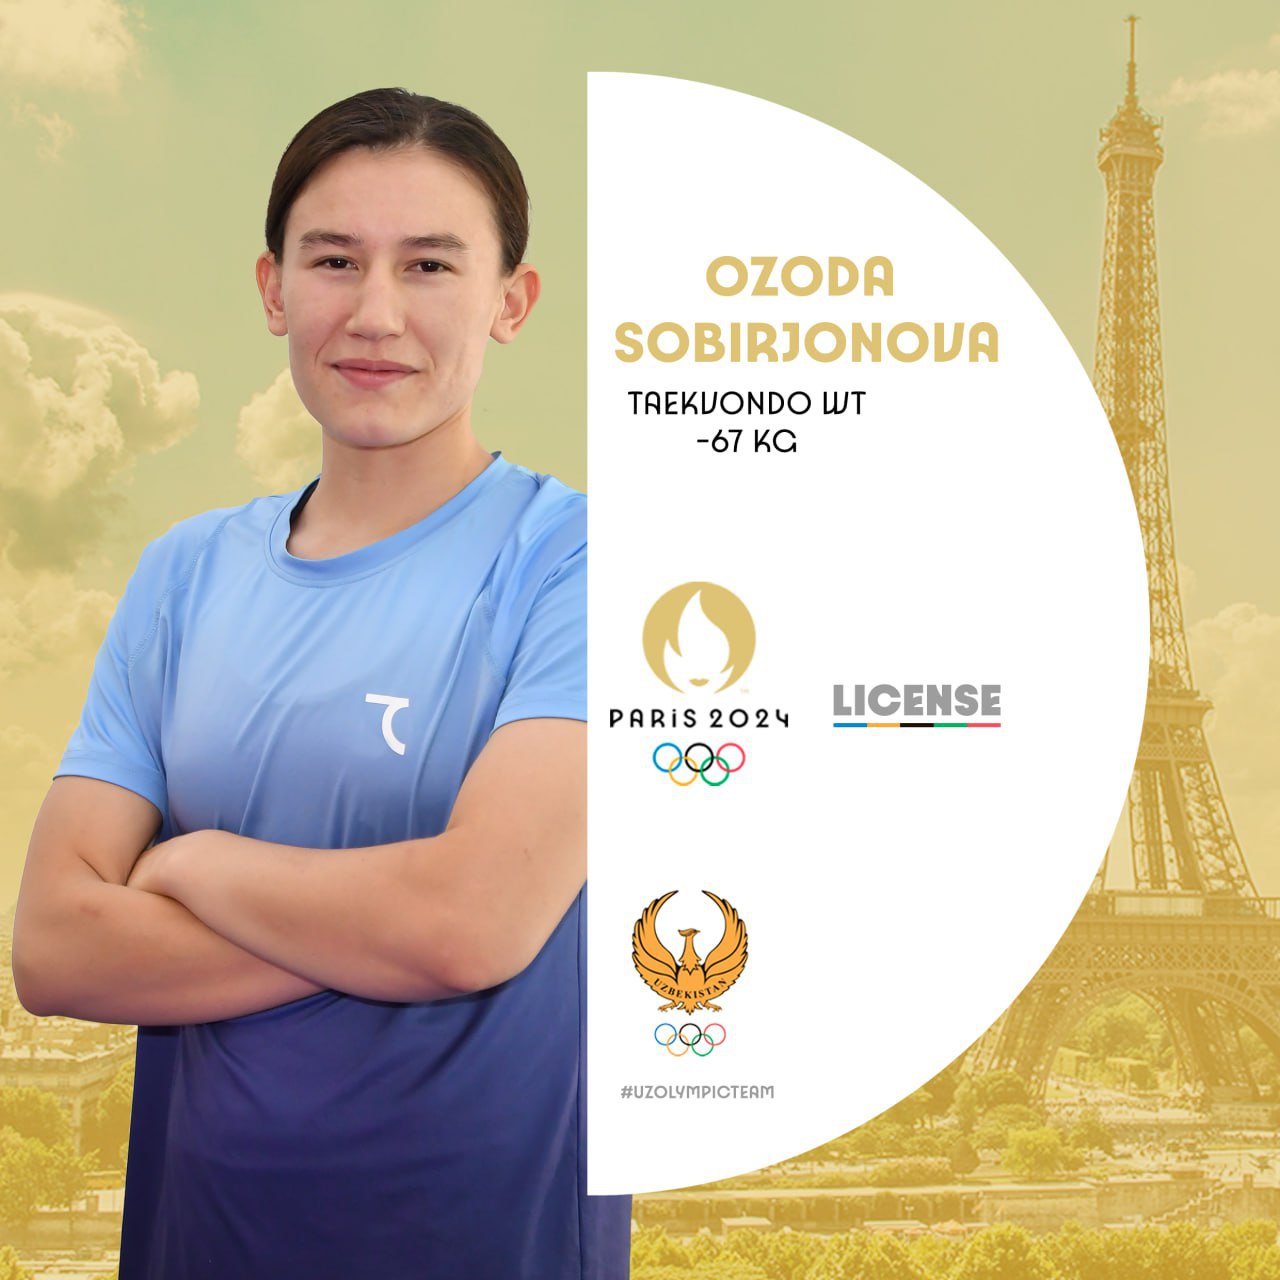 OZODA
SOBIRJONOVA
TAEKVONDO WT
-67 KG
PARIS 2024
LICENSE
UZBEKISTAN
#UZOLYMPICTEAM